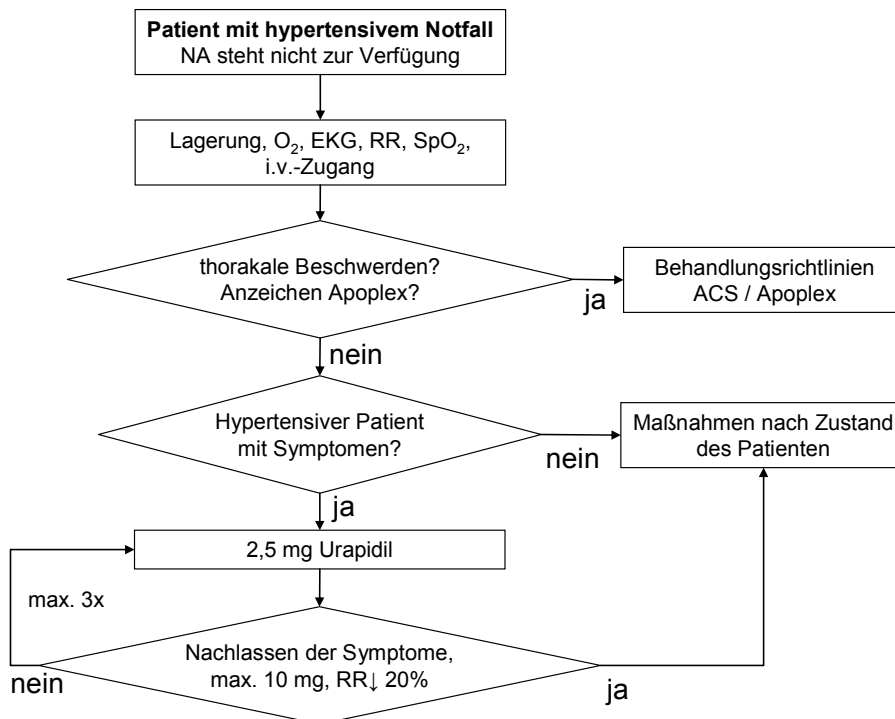 Patient mit hypertensivem Notfall
NA steht nicht zur Verfügung
Lagerung, O₂, EKG, RR, SpO₂,
i.v.-Zugang
thorakale Beschwerden?
Anzeichen Apoplex?
ja
Behandlungsrichtlinien
ACS / Apoplex
nein
Hypertensiver Patient
mit Symptomen?
nein
Maßnahmen nach Zustand
des Patienten
ja
2,5 mg Urapidil
max. 3x
Nachlassen der Symptome,
max. 10 mg, RR↓ 20%
nein
ja